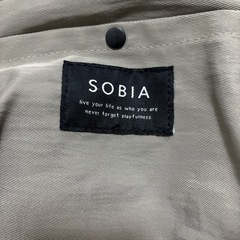 SOBIA
live your life as who you are
never forget playfulness